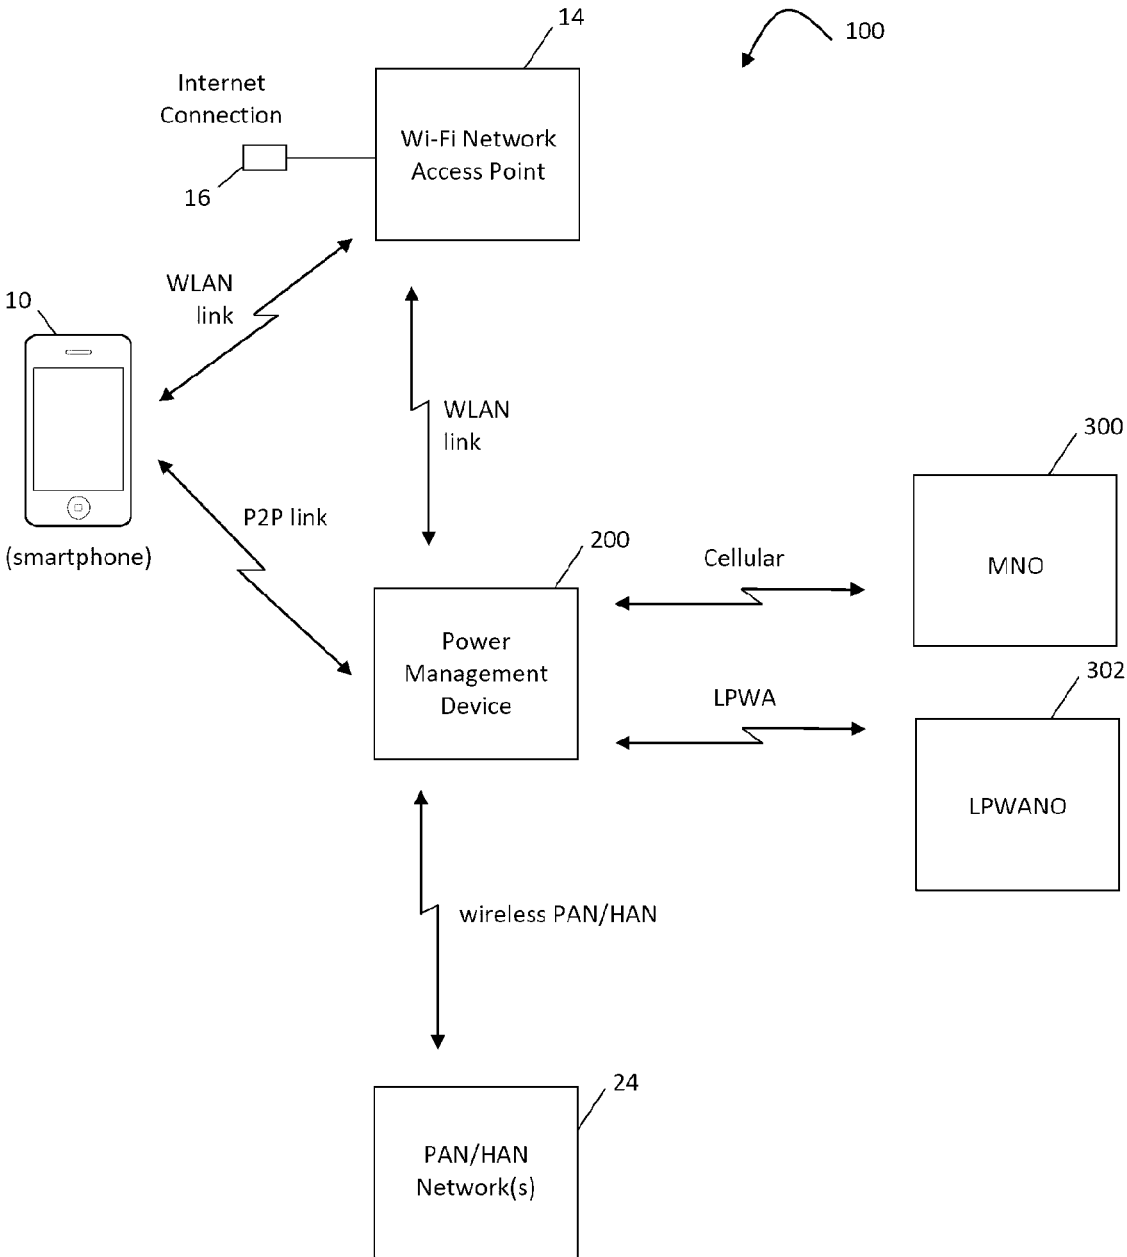 14
100
Internet
Connection
Wi-Fi Network
Access Point
16
WLAN
link
10
WLAN
link
300
P2P link
(smartphone)
200
Cellular
MNO
Power
Management
Device
302
LPWA
LPWANO
wireless PAN/HAN
24
PAN/HAN
Network(s)